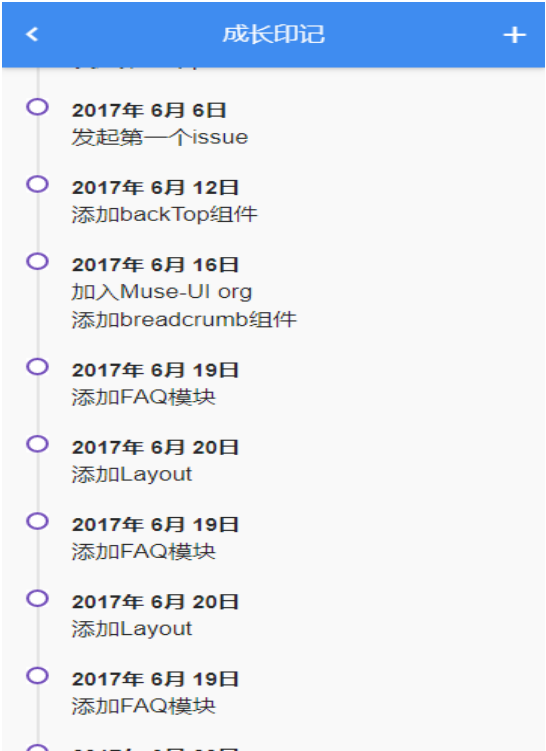 成长印记
2017年 6月 6日
发起第一个issue
2017年 6月 12日
添加backTop组件
2017年 6月 16日
加入Muse-UI org
添加breadcrumb组件
2017年 6月 19日
添加FAQ模块
2017年 6月 20日
添加Layout
2017年 6月 19日
添加FAQ模块
2017年 6月 20日
添加Layout
2017年 6月 19日
添加FAQ模块